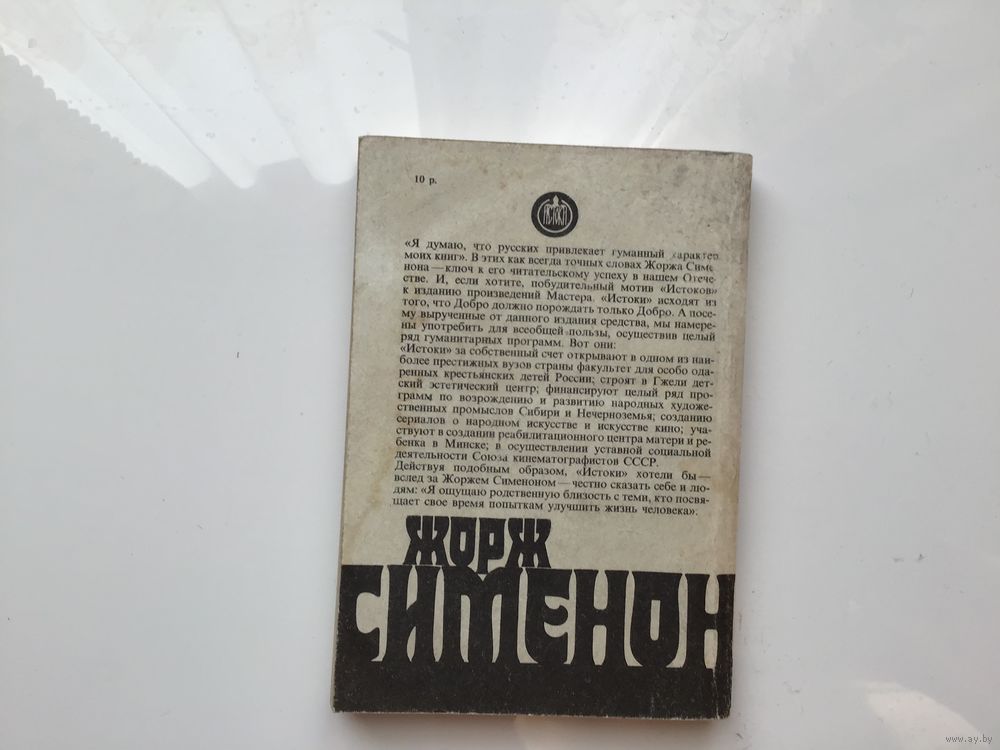 10 р.
ИСТОКИ
«Я думаю, что русских привлекает гуманный характер
моих книг». В этих как всегда точных словах Жоржа Симе
нона — ключ к его читательскому успеху в нашем Отече-
стве. И, если хотите, побудительный мотив «Истоков»
к изданию произведений Мастера. «Истоки» исходят из
того, что Добро должно порождать только Добро. А посе-
му вырученные от данного издания средства, мы намере-
ны употребить для всеобщей пользы, осуществив целый
ряд гуманитарных программ. Вот они:
«Истоки» за собственный счет открывают в одном из наи-
более престижных вузов страны факультет для особо ода-
ренных крестьянских детей России; строят в Гжели дет-
ский эстетический центр; финансируют целый ряд про-
грамм по возрождению и развитию народных художе-
ственных промыслов Сибири и Нечерноземья; созданию
сериалов о народном искусстве и искусстве кино; уча-
ствуют в создании реабилитационного центра матери и ре-
бенка в Минске; в осуществлении уставной социальной
деятельности Союза кинематографистов СССР.
Действуя подобным образом, «Истоки» хотели бы —
вслед за Жоржем Сименоном — честно сказать себе и лю-
дям: «Я ощущаю родственную близость с теми, кто посвя-
щает свое время попыткам улучшить жизнь человека».
ЖОРЖ
СИМЕНОН
www.ay.by